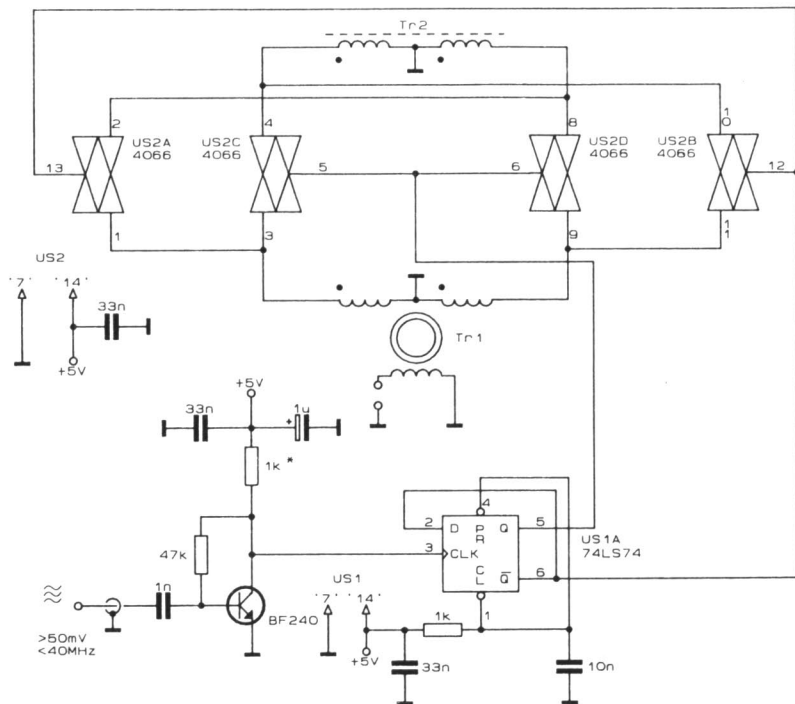 Tr2
2
4
8
1
0
US2A
4066
US2C
4066
US2D
4066
US2B
4066
13
5
6
12
1
3
9
1
1
US2
'7'
'14'
33n
+5V
Tr1
+5V
33n
+
1u
1k*
4
2
D
P
R
Q
5
US1A
74LS74
3
CLK
C
L
Q
6
47k
1n
BF240
US1
'7'
'14'
1k
1
+5V
33n
10n
>50mV
<40MHz